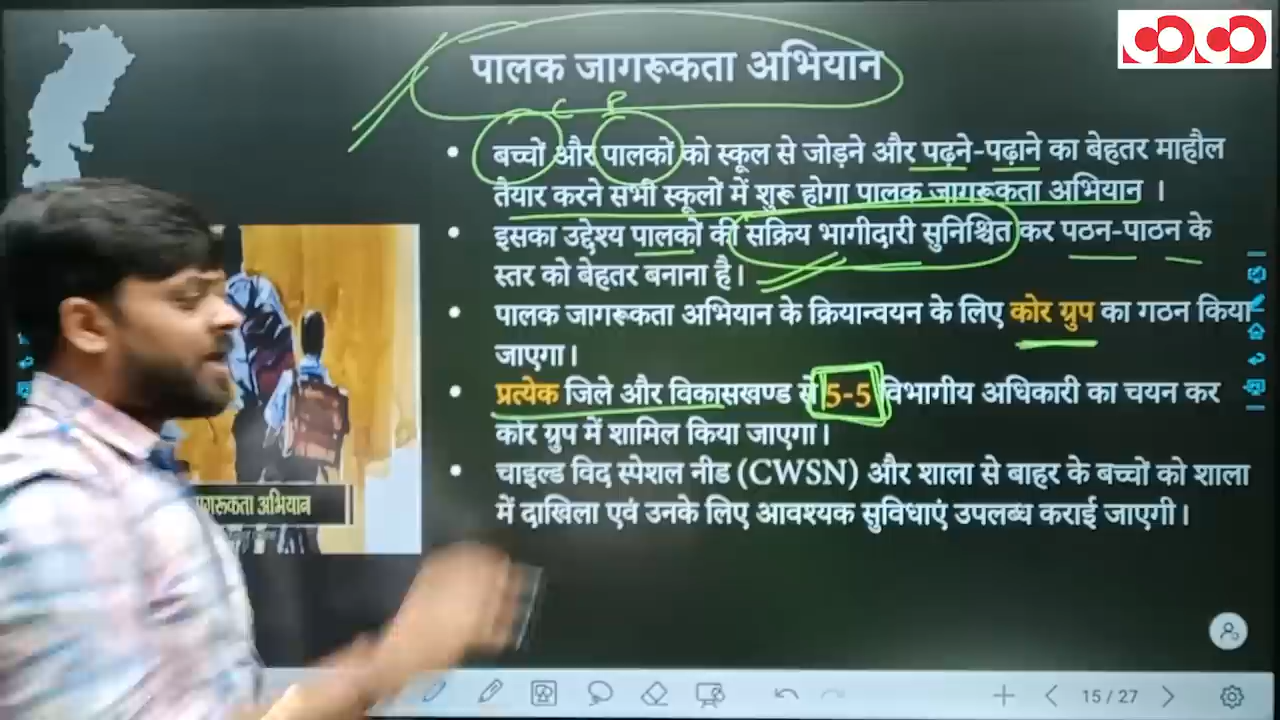 पालक जागरूकता अभियान
C P
बच्चों और पालकों को स्कूल से जोड़ने और पढ़ने-पढ़ाने का बेहतर माहौल
तैयार करने सभी स्कूलों में शुरू होगा पालक जागरूकता अभियान ।
इसका उद्देश्य पालकों की सक्रिय भागीदारी सुनिश्चित कर पठन-पाठन के
स्तर को बेहतर बनाना है।
पालक जागरूकता अभियान के क्रियान्वयन के लिए कोर ग्रुप का गठन किया
जाएगा।
प्रत्येक जिले और विकासखण्ड से 5-5 विभागीय अधिकारी का चयन कर
कोर ग्रुप में शामिल किया जाएगा।
चाइल्ड विद स्पेशल नीड (CWSN) और शाला से बाहर के बच्चों को शाला
में दाखिला एवं उनके लिए आवश्यक सुविधाएं उपलब्ध कराई जाएगी।
अभियान
15 / 27